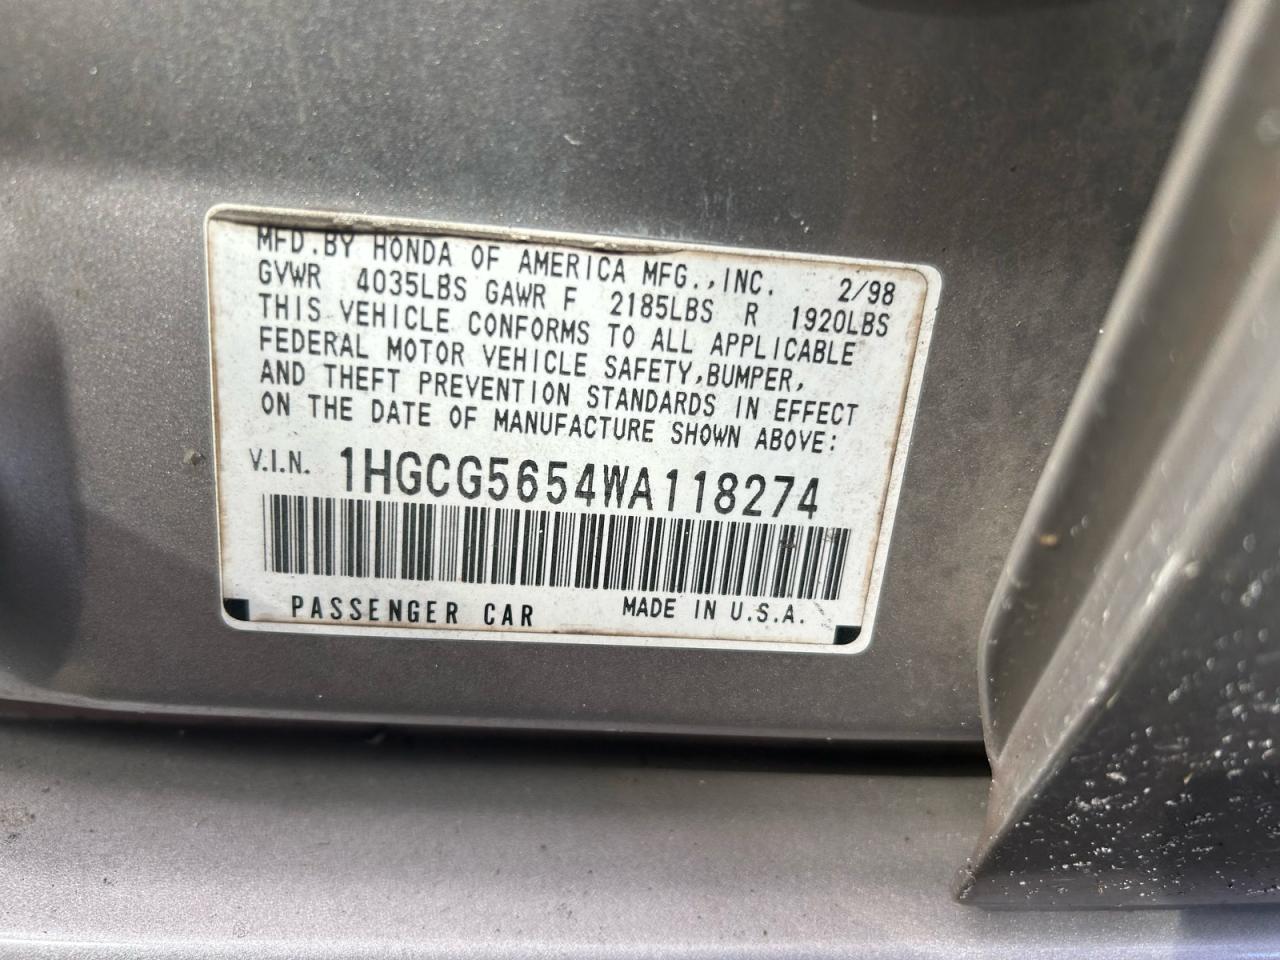 MFD.BY HONDA OF AMERICA MFG.,INC. 2/98
GVWR 4035LBS GAWR F 2185LBS R 1920LBS
THIS VEHICLE CONFORMS TO ALL APPLICABLE
FEDERAL MOTOR VEHICLE SAFETY,BUMPER,
AND THEFT PREVENTION STANDARDS IN EFFECT
ON THE DATE OF MANUFACTURE SHOWN ABOVE:
V.I.N. 1HGCG5654WA118274
PASSENGER CAR MADE IN U.S.A.